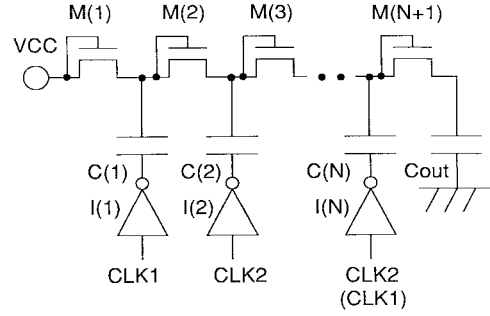 M(1) M(2) M(3) M(N+1)
VCC
C(1) C(2) C(N) Cout
I(1) I(2) I(N)
CLK1 CLK2 CLK2
(CLK1)